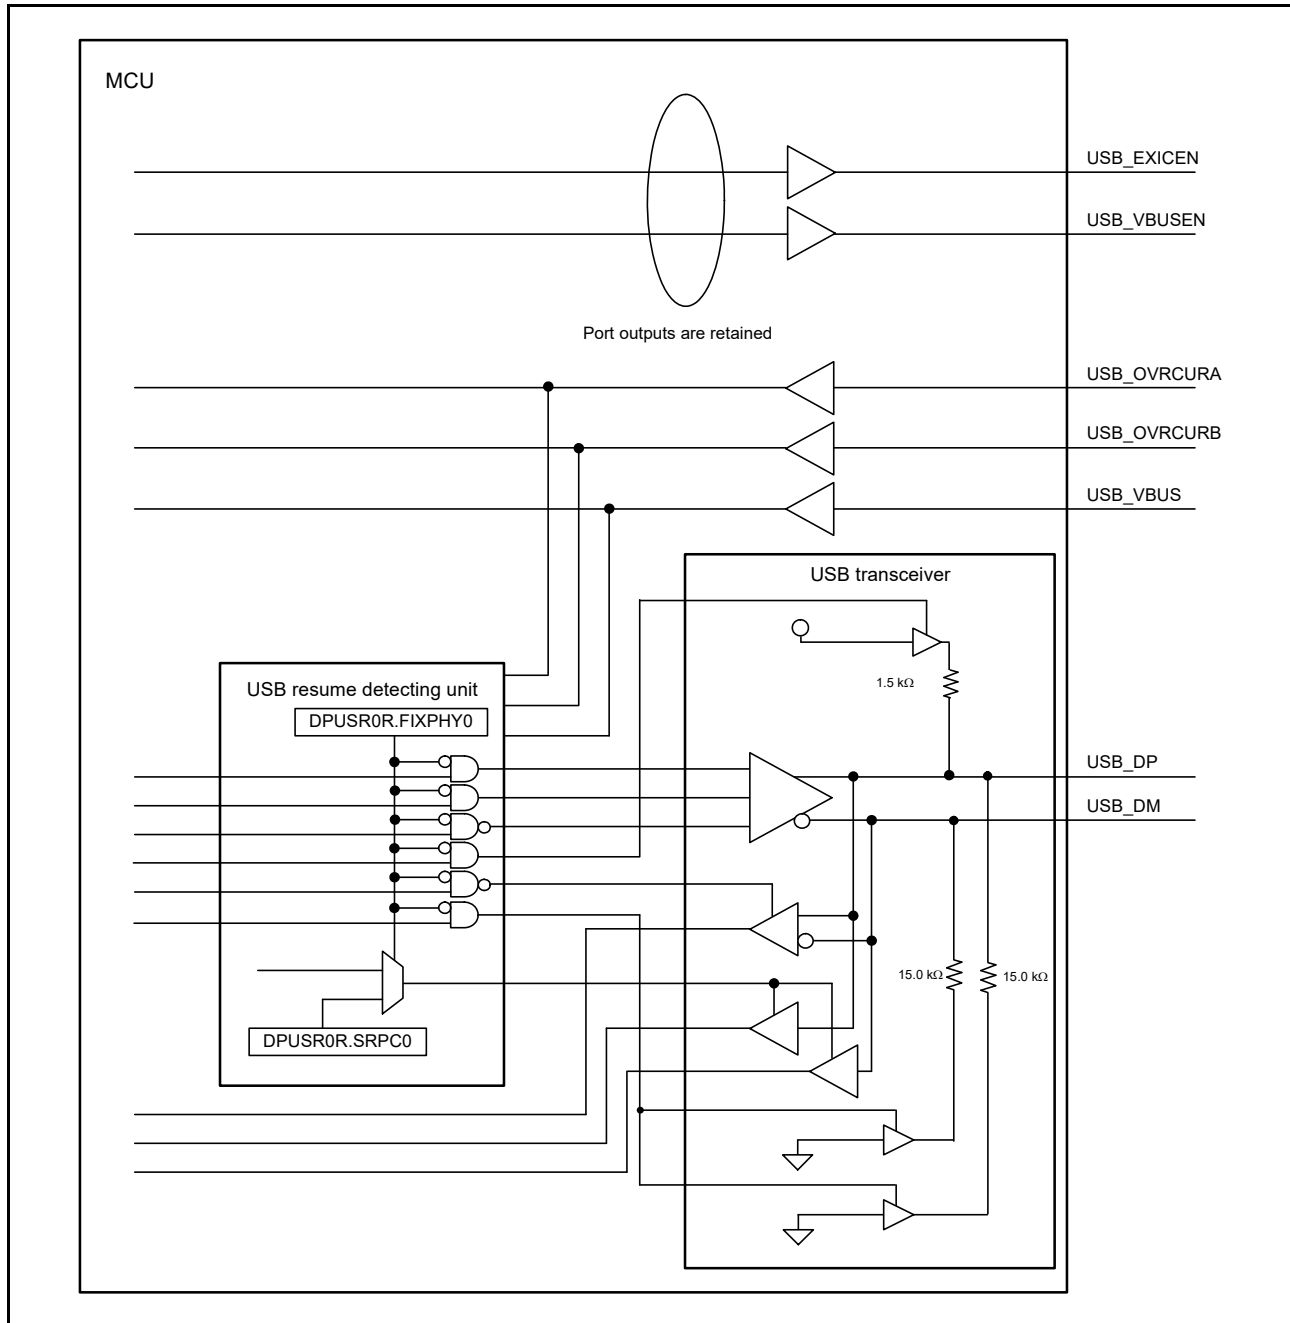 MCU
USB_EXICEN
USB_VBUSEN
Port outputs are retained
USB_OVRCURA
USB_OVRCURB
USB_VBUS
USB transceiver
USB resume detecting unit
1.5 kΩ
DPUSR0R.FIXPHY0
USB_DP
USB_DM
15.0 kΩ
15.0 kΩ
DPUSR0R.SRPC0